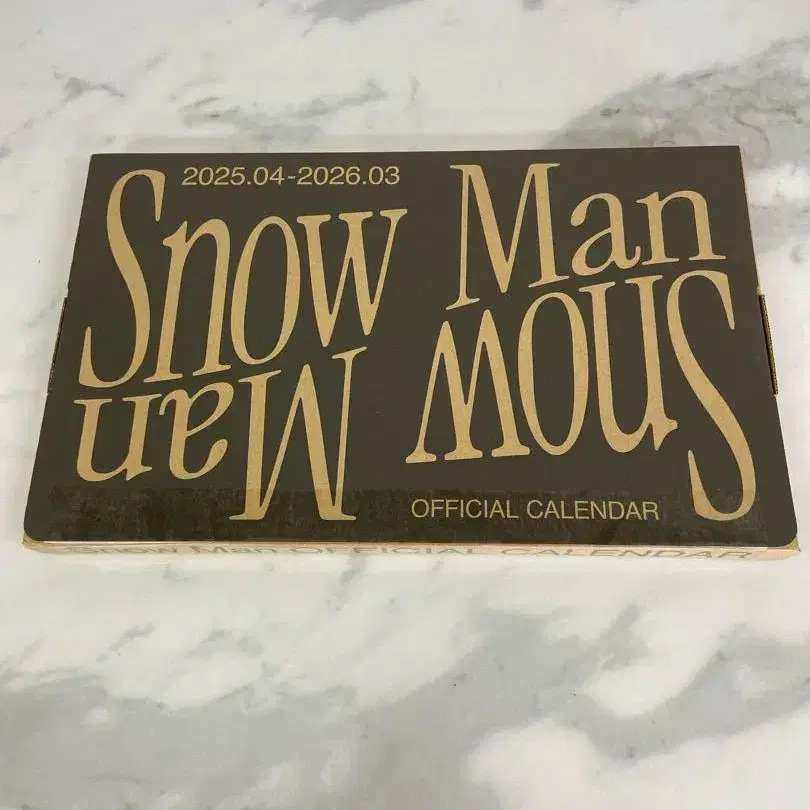 2025.04-2026.03
Snow Man
Snow Man
OFFICIAL CALENDAR
Snow Man OFFICIAL CALENDAR